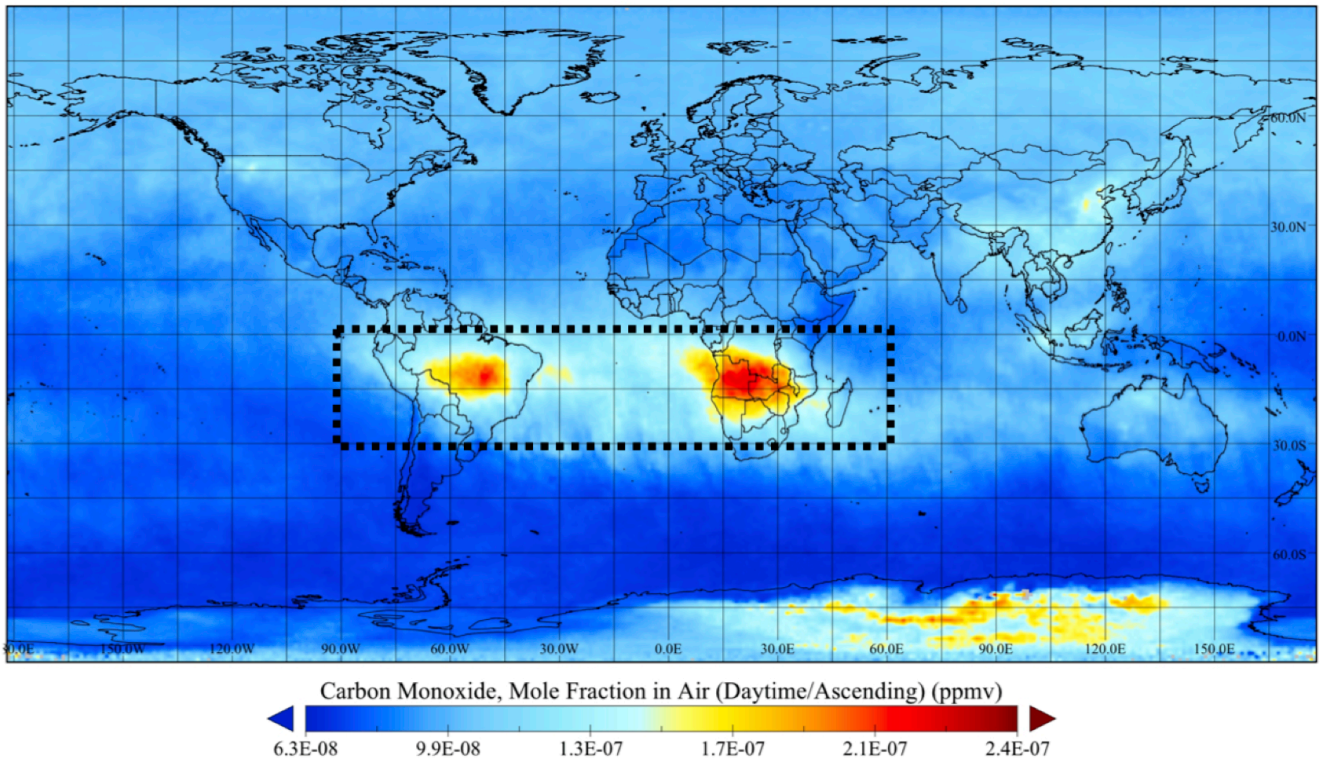 60.0N
30.0N
0.0N
30.0S
60.0S
150.0W 120.0W 90.0W 60.0W 30.0W 0.0E 30.0E 60.0E 90.0E 120.0E 150.0E
Carbon Monoxide, Mole Fraction in Air (Daytime/Ascending) (ppmv)
6.3E-08 9.9E-08 1.3E-07 1.7E-07 2.1E-07 2.4E-07